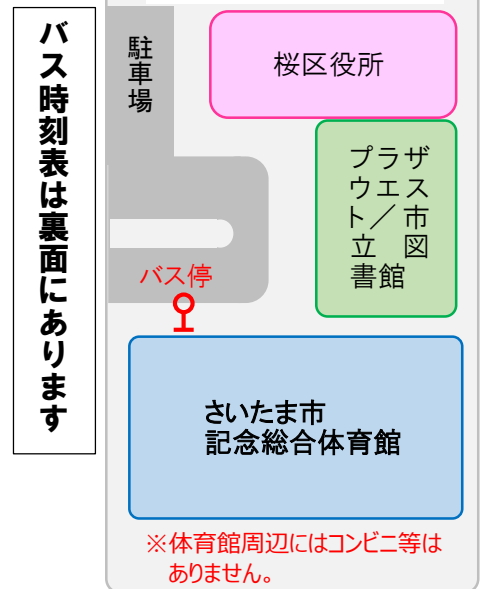 バス時刻表は裏面にあります
駐車場
桜区役所
プラザ
ウエス
ト／市
立図
書館
バス停
さいたま市
記念総合体育館
※体育館周辺にはコンビニ等は
ありません。